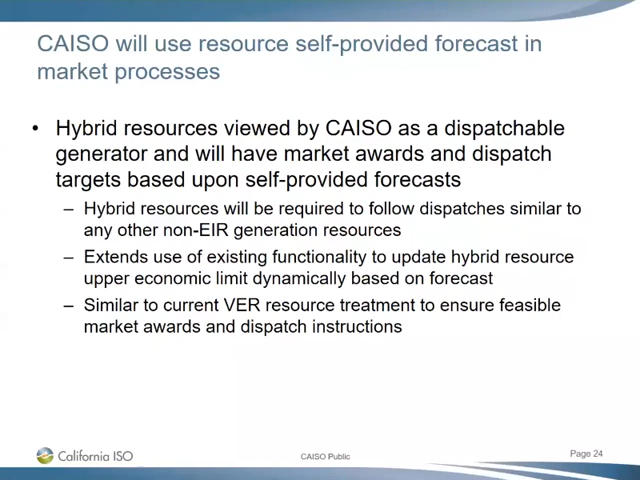 CAISO will use resource self-provided forecast in
market processes
• Hybrid resources viewed by CAISO as a dispatchable
generator and will have market awards and dispatch
targets based upon self-provided forecasts
– Hybrid resources will be required to follow dispatches similar to
any other non-EIR generation resources
– Extends use of existing functionality to update hybrid resource
upper economic limit dynamically based on forecast
– Similar to current VER resource treatment to ensure feasible
market awards and dispatch instructions
California ISO
CAISO Public
Page 24